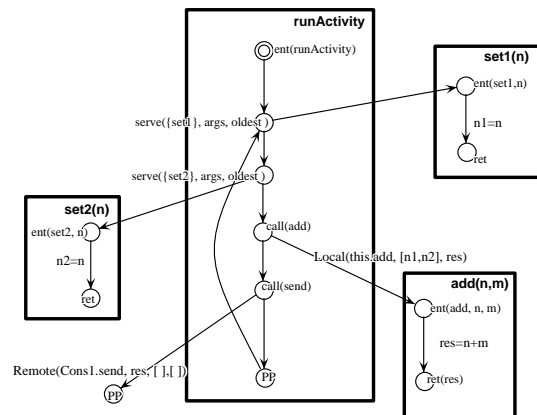 runActivity
ent(runActivity)
set1(n)
ent(set1,n)
n1=n
ret
serve({set1}, args, oldest )
serve({set2}, args, oldest )
set2(n)
ent(set2, n)
n2=n
ret
call(add)
Local(this.add, [n1,n2], res)
add(n,m)
call(send)
ent(add, n, m)
res=n+m
Remote(Cons1.send, res, [ ],[ ])
PP
ret(res)
PP